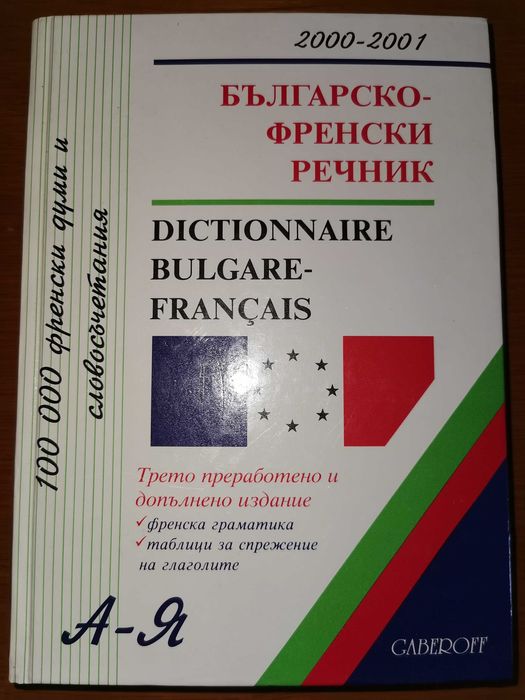 2000-2001
БЪЛГАРСКО-
ФРЕНСКИ
РЕЧНИК
DICTIONNAIRE
BULGARE-
FRANÇAIS
100 000 френски думи и
словосъчетания
Трето преработено и
допълнено издание
✓френска граматика
✓таблици за спрежение
на глаголите
А-Я
GABEROFF